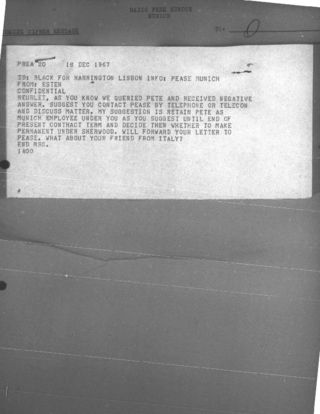 RADIO FREE EUROPE
MUNICH
CIPHER MESSAGE
PREA 20 18 DEC 1967
TO: BLACK FOR HARRINGTON LISBON INFO: PEASE MUNICH
FROM: ESTEN
CONFIDENTIAL
REURLET, AS YOU KNOW WE QUERIED PETE AND RECEIVED NEGATIVE
ANSWER. SUGGEST YOU CONTACT PEASE BY TELEPHONE OR TELECON
AND DISCUSS MATTER. MY SUGGESTION IS RETAIN PETE AS
MUNICH EMPLOYEE UNDER YOU AS YOU SUGGEST UNTIL END OF
PRESENT CONTRACT TERM AND DECIDE THEN WHETHER TO MAKE
PERMANENT UNDER SHERWOOD. WILL FORWARD YOUR LETTER TO
PEASE. WHAT ABOUT YOUR FRIEND FROM ITALY?
END MSG.
1400